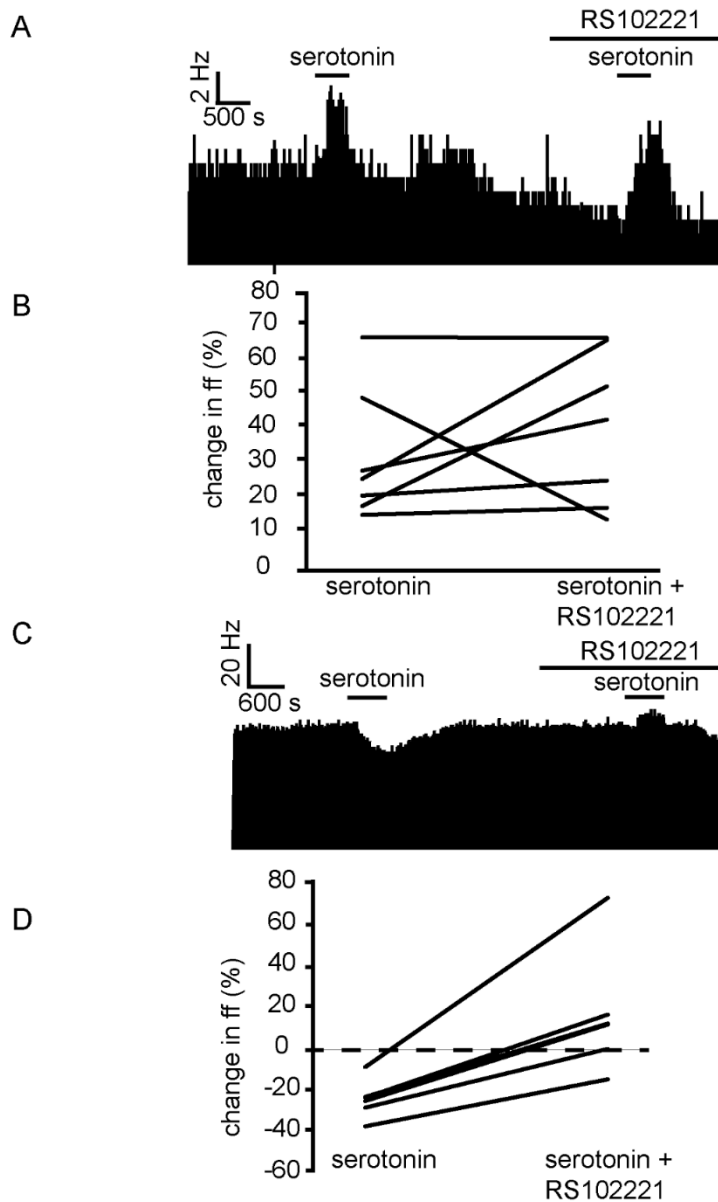 A
RS102221
serotonin
serotonin
2 Hz
500 s
B
80
70
60
50
40
30
20
10
0
change in ff (%)
serotonin
serotonin +
RS102221
C
RS102221
serotonin
serotonin
20 Hz
600 s
D
80
60
40
20
0
-20
-40
-60
change in ff (%)
serotonin
serotonin +
RS102221